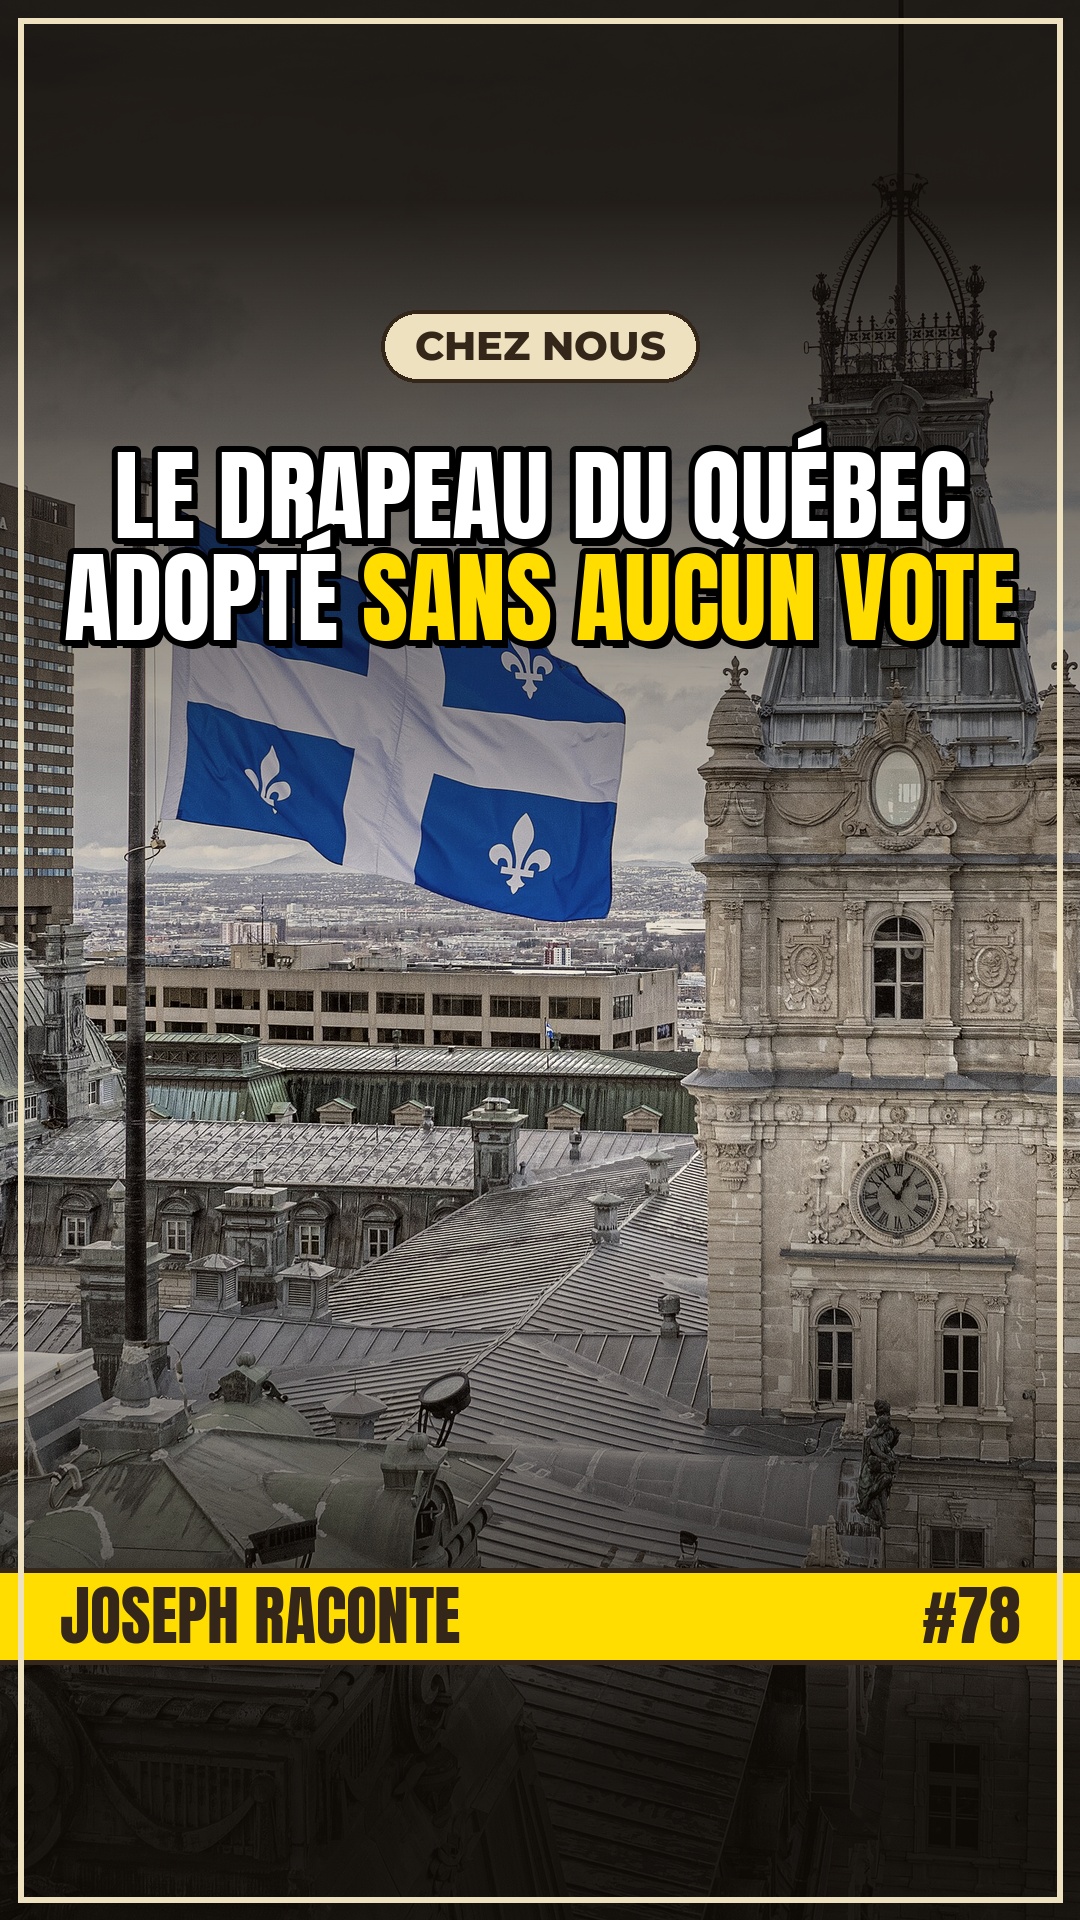 CHEZ NOUS
LE DRAPEAU DU QUÉBEC
ADOPTÉ SANS AUCUN VOTE
JOSEPH RACONTE
#78